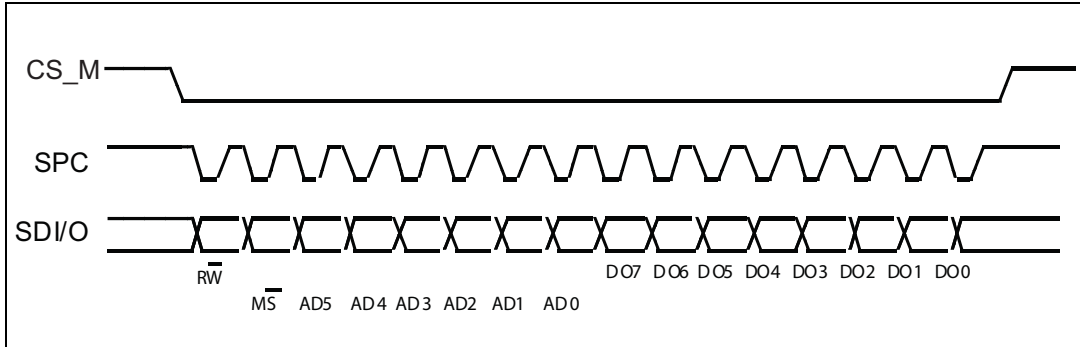 CS_M
SPC
SDI/O
RW̅
DO7 DO6 DO5 DO4 DO3 DO2 DO1 DO0
MS̅ AD5 AD4 AD3 AD2 AD1 AD0